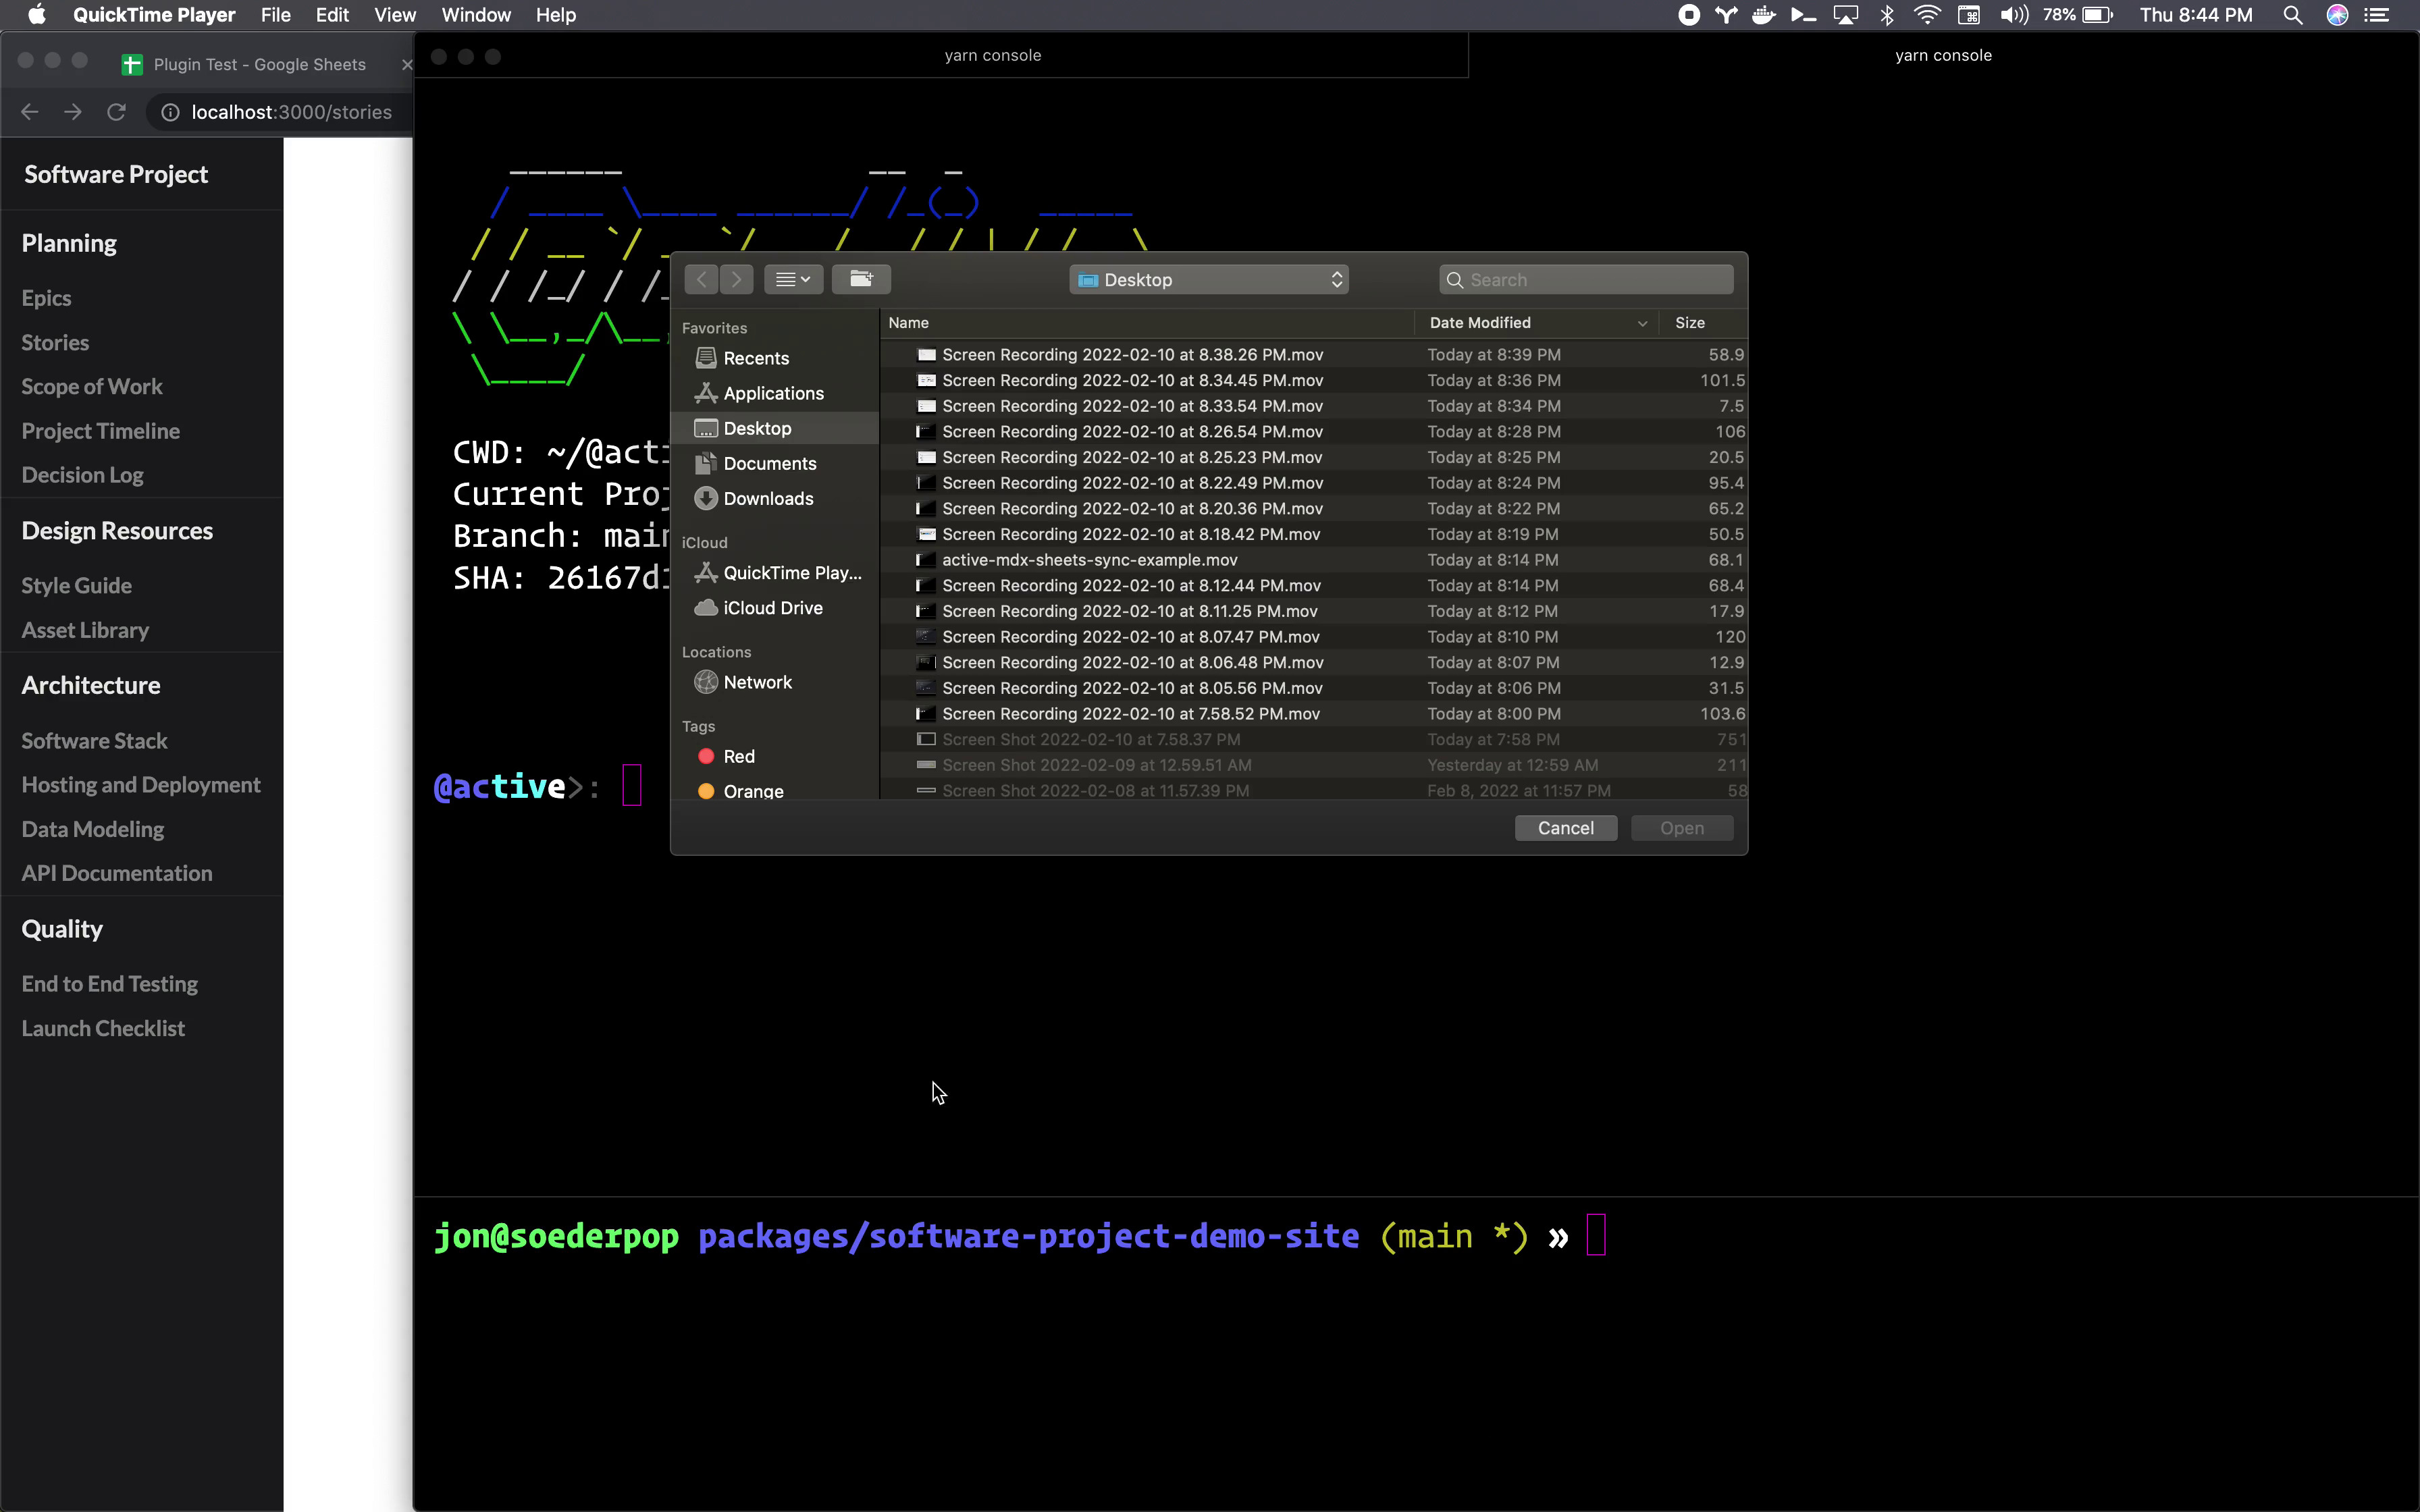 QuickTime Player File Edit View Window Help 78% Thu 8:44 PM
Plugin Test - Google Sheets
localhost:3000/stories
yarn console
yarn console
Software Project
Planning
Epics
Stories
Scope of Work
Project Timeline
Decision Log
Design Resources
Style Guide
Asset Library
Architecture
Software Stack
Hosting and Deployment
Data Modeling
API Documentation
Quality
End to End Testing
Launch Checklist
CWD: ~/@acti
Current Proj
Branch: main
SHA: 26167d1
@active>:
Desktop
Search
Favorites
Recents
Applications
Desktop
Documents
Downloads
iCloud
QuickTime Play...
iCloud Drive
Locations
Network
Tags
Red
Orange
Name Date Modified Size
Screen Recording 2022-02-10 at 8.38.26 PM.mov Today at 8:39 PM 58.9
Screen Recording 2022-02-10 at 8.34.45 PM.mov Today at 8:36 PM 101.5
Screen Recording 2022-02-10 at 8.33.54 PM.mov Today at 8:34 PM 7.5
Screen Recording 2022-02-10 at 8.26.54 PM.mov Today at 8:28 PM 106
Screen Recording 2022-02-10 at 8.25.23 PM.mov Today at 8:25 PM 20.5
Screen Recording 2022-02-10 at 8.22.49 PM.mov Today at 8:24 PM 95.4
Screen Recording 2022-02-10 at 8.20.36 PM.mov Today at 8:22 PM 65.2
Screen Recording 2022-02-10 at 8.18.42 PM.mov Today at 8:19 PM 50.5
active-mdx-sheets-sync-example.mov Today at 8:14 PM 68.1
Screen Recording 2022-02-10 at 8.12.44 PM.mov Today at 8:14 PM 68.4
Screen Recording 2022-02-10 at 8.11.25 PM.mov Today at 8:12 PM 17.9
Screen Recording 2022-02-10 at 8.07.47 PM.mov Today at 8:10 PM 120
Screen Recording 2022-02-10 at 8.06.48 PM.mov Today at 8:07 PM 12.9
Screen Recording 2022-02-10 at 8.05.56 PM.mov Today at 8:06 PM 31.5
Screen Recording 2022-02-10 at 7.58.52 PM.mov Today at 8:00 PM 103.6
Screen Shot 2022-02-10 at 7.58.37 PM Today at 7:58 PM 751
Screen Shot 2022-02-09 at 12.59.51 AM Yesterday at 12:59 AM 211
Screen Shot 2022-02-08 at 11.57.39 PM Feb 8, 2022 at 11:57 PM 58
Cancel Open
jon@soederpop packages/software-project-demo-site (main *) »